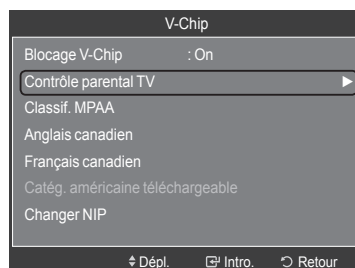 V-Chip
Blocage V-Chip : On
Contrôle parental TV
Classif. MPAA
Anglais canadien
Français canadien
Catég. américaine téléchargeable
Changer NIP
Dépl. Intro. Retour